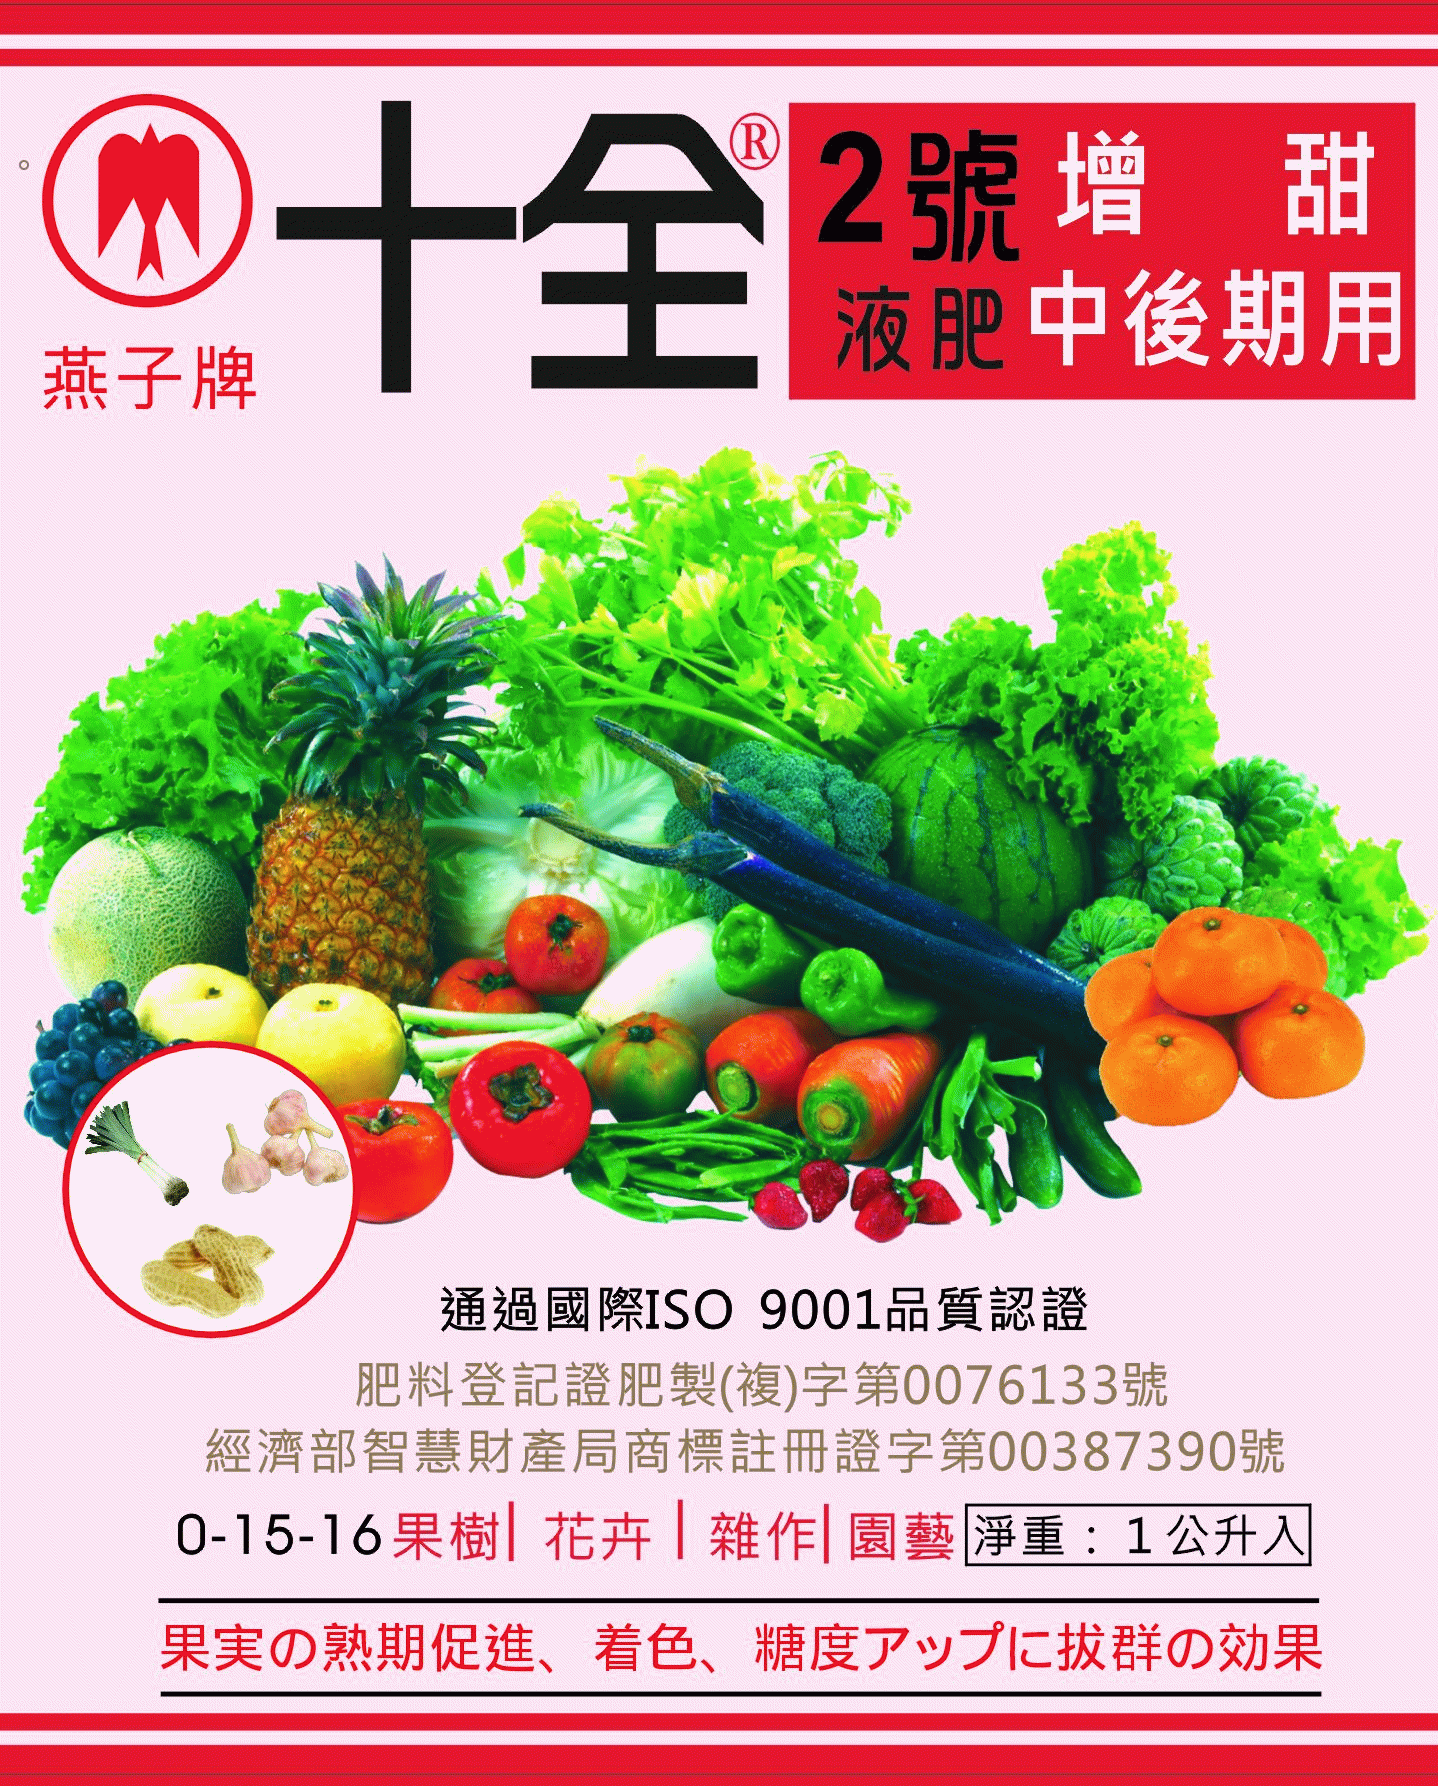 十全®
2號 增甜
液肥 中後期用
燕子牌
通過國際ISO 9001品質認證
肥料登記證肥製(複)字第0076133號
經濟部智慧財產局商標註冊證字第00387390號
0-15-16果樹| 花卉 | 雜作| 園藝 淨重：1公升入
果実の熟期促進、着色、糖度アップに抜群の効果